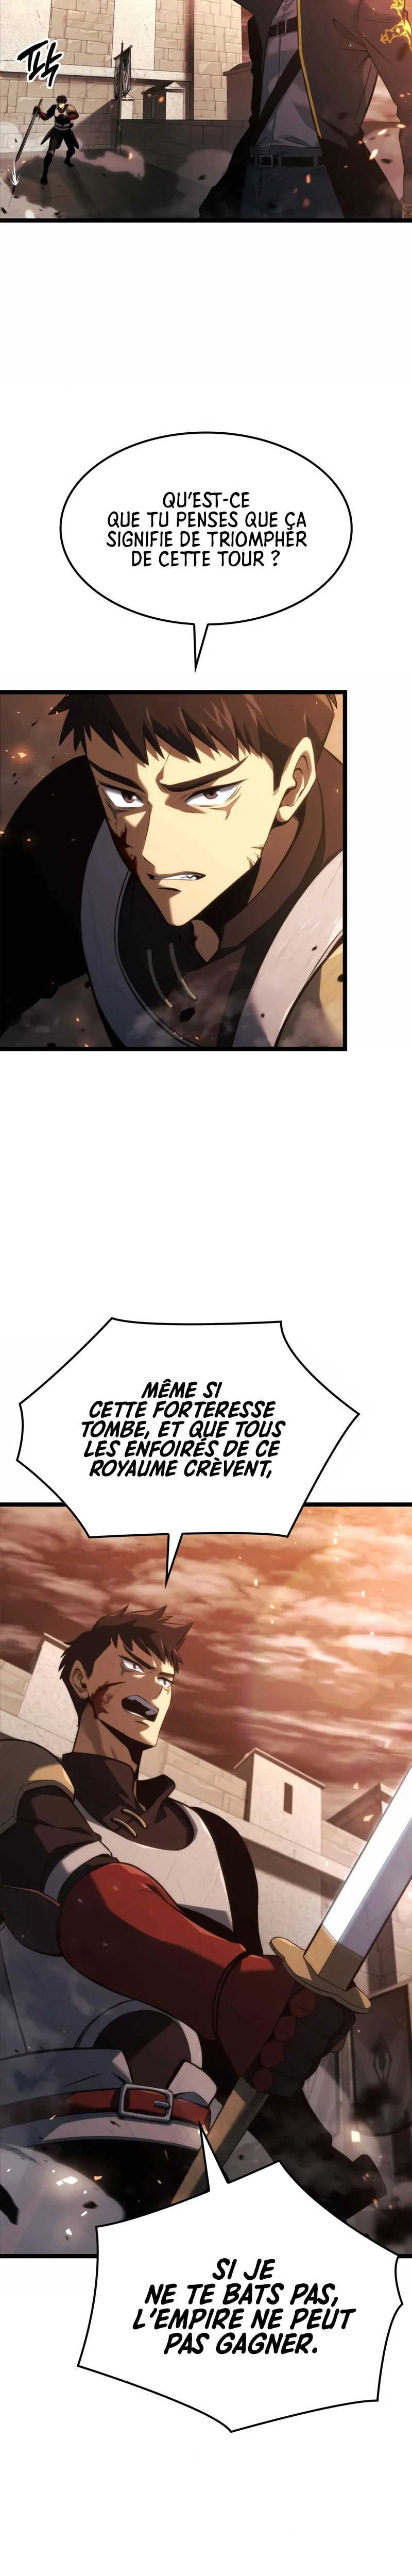 QU'EST-CE
QUE TU PENSES QUE ÇA
SIGNIFIE DE TRIOMPHER
DE CETTE TOUR ?
MÊME SI
CETTE FORTERESSE
TOMBE, ET QUE TOUS
LES ENFOIRÉS DE CE
ROYAUME CRÈVENT,
SI JE
NE TE BATS PAS,
L'EMPIRE NE PEUT
PAS GAGNER.